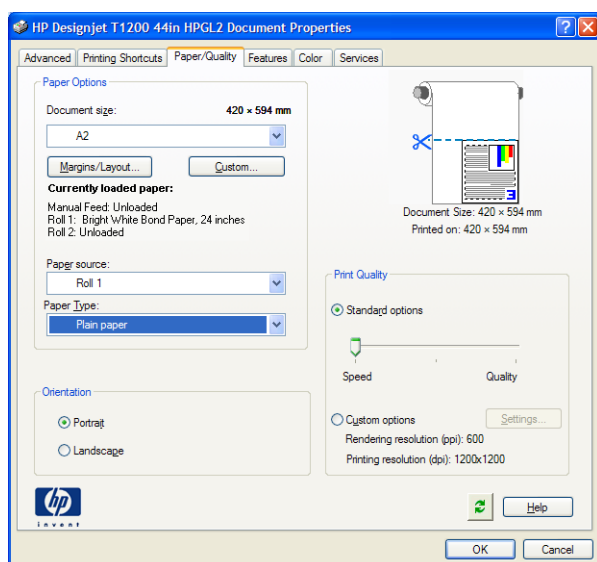 HP Designjet T1200 44in HPGL2 Document Properties
Advanced Printing Shortcuts Paper/Quality Features Color Services
Paper Options
Document size: 420 × 594 mm
A2
Margins/Layout... Custom...
Currently loaded paper:
Manual Feed: Unloaded
Roll 1: Bright White Bond Paper, 24 inches
Roll 2: Unloaded
Paper source:
Roll 1
Paper Type:
Plain paper
Orientation
Portrait
Landscape
3
Document Size: 420 × 594 mm
Printed on: 420 × 594 mm
Print Quality
Standard options
Speed Quality
Custom options Settings...
Rendering resolution (ppi): 600
Printing resolution (dpi): 1200x1200
hp
invent
Help
OK Cancel